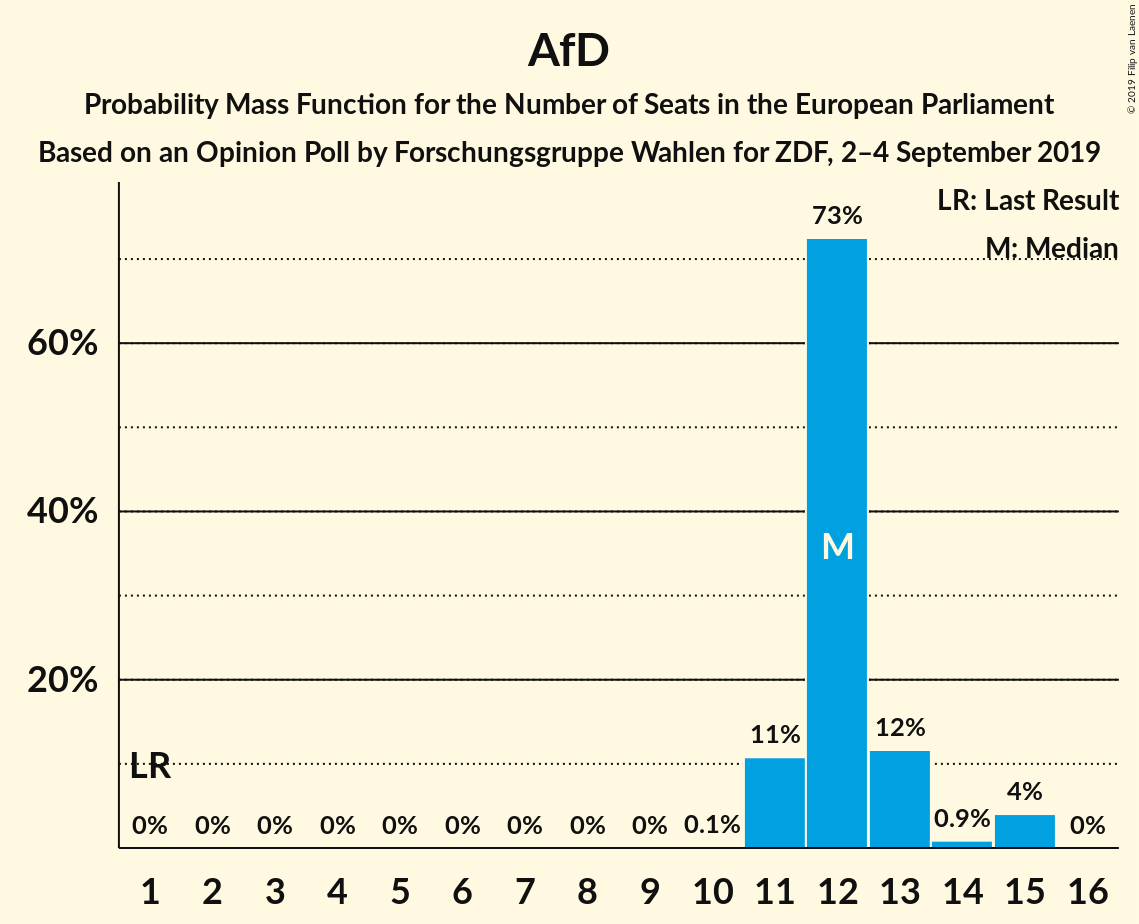 AfD
Probability Mass Function for the Number of Seats in the European Parliament
Based on an Opinion Poll by Forschungsgruppe Wahlen for ZDF, 2–4 September 2019
© 2019 Filip van Laenen
LR: Last Result
M: Median
60%
40%
20%
LR
M
0% 0% 0% 0% 0% 0% 0% 0% 0% 0.1% 11% 73% 12% 0.9% 4% 0%
1 2 3 4 5 6 7 8 9 10 11 12 13 14 15 16